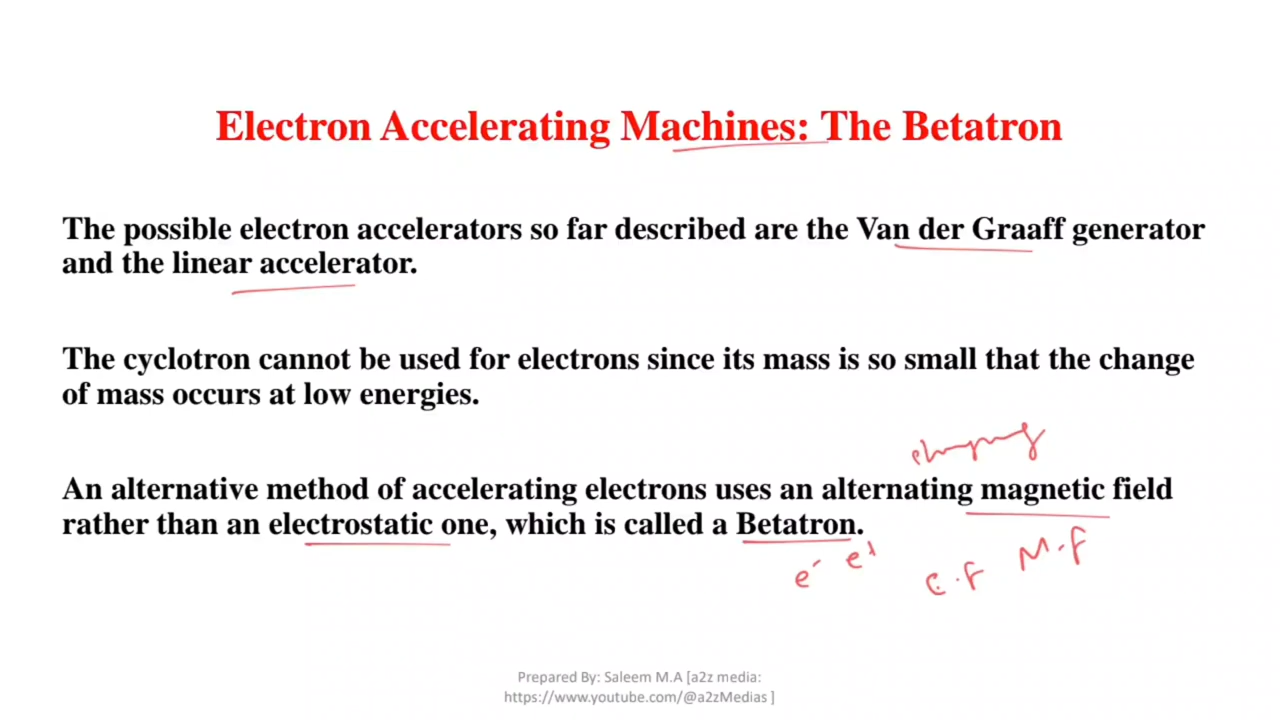 Electron Accelerating Machines: The Betatron
The possible electron accelerators so far described are the Van der Graaff generator
and the linear accelerator.
The cyclotron cannot be used for electrons since its mass is so small that the change
of mass occurs at low energies.
changing
An alternative method of accelerating electrons uses an alternating magnetic field
rather than an electrostatic one, which is called a Betatron.
e⁻ e⁺ E.F M.F
Prepared By: Saleem M.A [a2z media:
https://www.youtube.com/@a2zMedias ]